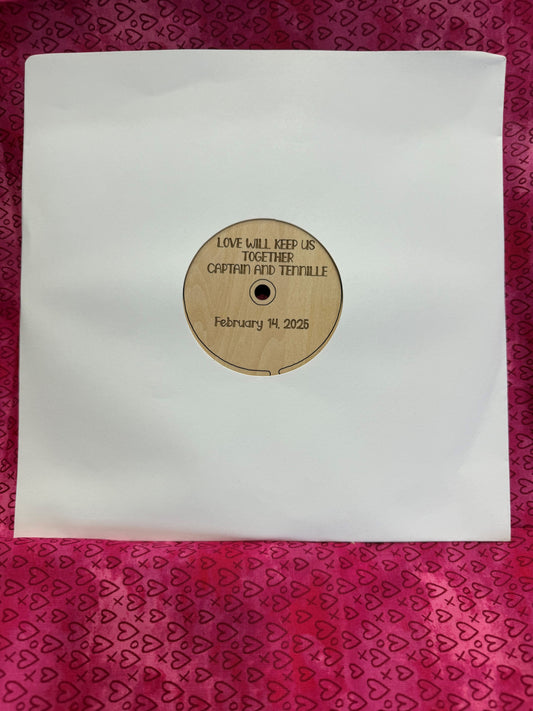 LOVE WILL KEEP US
TOGETHER
CAPTAIN AND TENNILLE
February 14, 2025